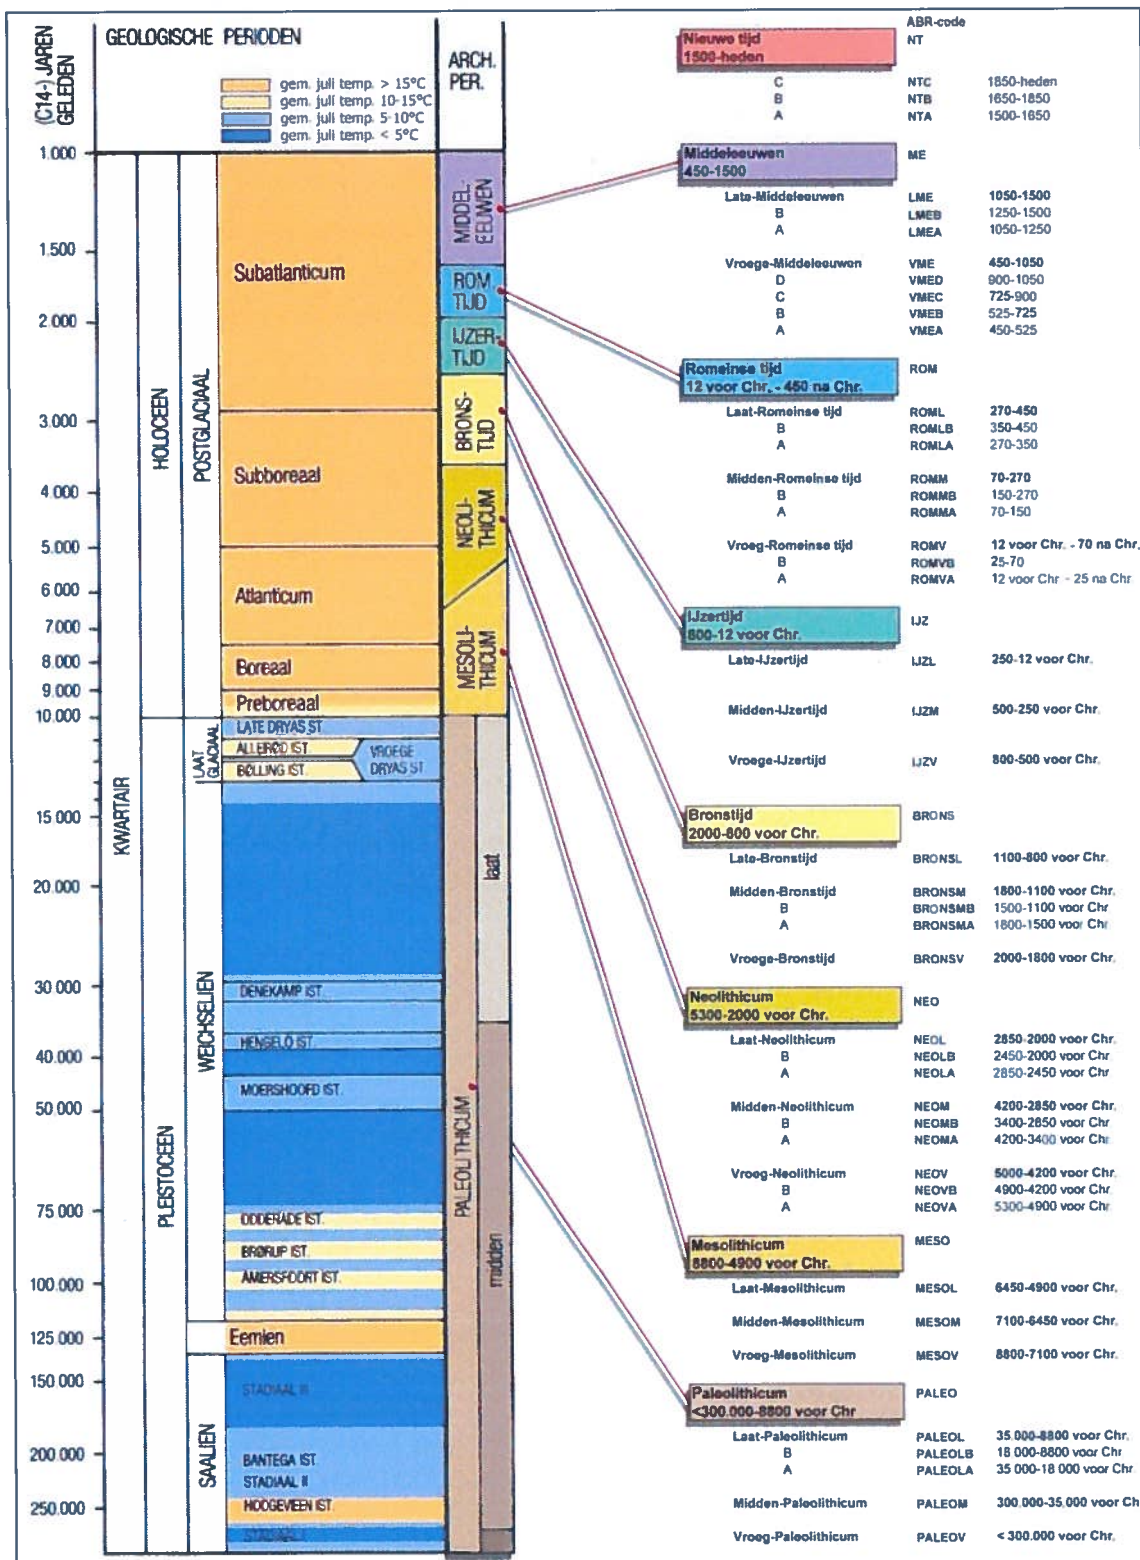 (C14-) JAREN
GELEDEN
GEOLOGISCHE PERIODEN
gem. juli temp. > 15°C
gem. juli temp. 10-15°C
gem. juli temp. 5-10°C
gem. juli temp. < 5°C
ARCH.
PER.
1.000
1.500
2 000
3.000
4 000
5.000
6 000
7.000
8.000
9.000
10.000
15 000
20.000
30 000
40.000
50 000
75 000
100.000
125 000
150.000
200.000
250.000
KWARTAIR
HOLOCEEN
PLEISTOCEEN
POSTGLACIAAL
LAAT
GLACIAAL
WEICHSELIEN
SAALIEN
Subatlanticum
Subboreaal
Atlanticum
Boreaal
Preboreaal
LATE DRYAS ST.
ALLERØD IST.
VROEGE
DRYAS ST
BØLLING IST.
DENEKAMP IST.
HENGELO IST.
MOERSHOOFD IST.
ODDERADE IST.
BRØRUP IST.
AMERSFOORT IST.
Eemien
STADIAAL III
BANTEGA IST.
STADIAAL II
HOOGEVEEN IST.
STADIAAL I
MIDDEL-
EEUWEN
ROM.
TIJD
IJZER-
TIJD
BRONS-
TIJD
NEOLI-
THICUM
MESOLI-
THICUM
PALEOLITHICUM
laat
midden
ABR-code
Nieuwe tijd NT
1500-heden
C NTC 1850-heden
B NTB 1650-1850
A NTA 1500-1650
Middeleeuwen ME
450-1500
Late-Middeleeuwen LME 1050-1500
B LMEB 1250-1500
A LMEA 1050-1250
Vroege-Middeleeuwen VME 450-1050
D VMED 900-1050
C VMEC 725-900
B VMEB 525-725
A VMEA 450-525
Romeinse tijd ROM
12 voor Chr. - 450 na Chr.
Laat-Romeinse tijd ROML 270-450
B ROMLB 350-450
A ROMLA 270-350
Midden-Romeinse tijd ROMM 70-270
B ROMMB 150-270
A ROMMA 70-150
Vroeg-Romeinse tijd ROMV 12 voor Chr. - 70 na Chr.
B ROMVB 25-70
A ROMVA 12 voor Chr - 25 na Chr
IJzertijd IJZ
800-12 voor Chr.
Late-IJzertijd IJZL 250-12 voor Chr.
Midden-IJzertijd IJZM 500-250 voor Chr.
Vroege-IJzertijd IJZV 800-500 voor Chr.
Bronstijd BRONS
2000-800 voor Chr.
Late-Bronstijd BRONSL 1100-800 voor Chr.
Midden-Bronstijd BRONSM 1800-1100 voor Chr.
B BRONSMB 1500-1100 voor Chr
A BRONSMA 1800-1500 voor Chr
Vroege-Bronstijd BRONSV 2000-1800 voor Chr.
Neolithicum NEO
5300-2000 voor Chr.
Laat-Neolithicum NEOL 2850-2000 voor Chr.
B NEOLB 2450-2000 voor Chr
A NEOLA 2850-2450 voor Chr
Midden-Neolithicum NEOM 4200-2850 voor Chr.
B NEOMB 3400-2850 voor Chr
A NEOMA 4200-3400 voor Chr
Vroeg-Neolithicum NEOV 5000-4200 voor Chr.
B NEOVB 4900-4200 voor Chr
A NEOVA 5300-4900 voor Chr
Mesolithicum MESO
8800-4900 voor Chr.
Laat-Mesolithicum MESOL 6450-4900 voor Chr.
Midden-Mesolithicum MESOM 7100-6450 voor Chr.
Vroeg-Mesolithicum MESOV 8800-7100 voor Chr.
Paleolithicum PALEO
<300.000-8800 voor Chr
Laat-Paleolithicum PALEOL 35.000-8800 voor Chr.
B PALEOLB 18 000-8800 voor Chr
A PALEOLA 35 000-18 000 voor Chr.
Midden-Paleolithicum PALEOM 300.000-35.000 voor Ch
Vroeg-Paleolithicum PALEOV < 300.000 voor Chr.